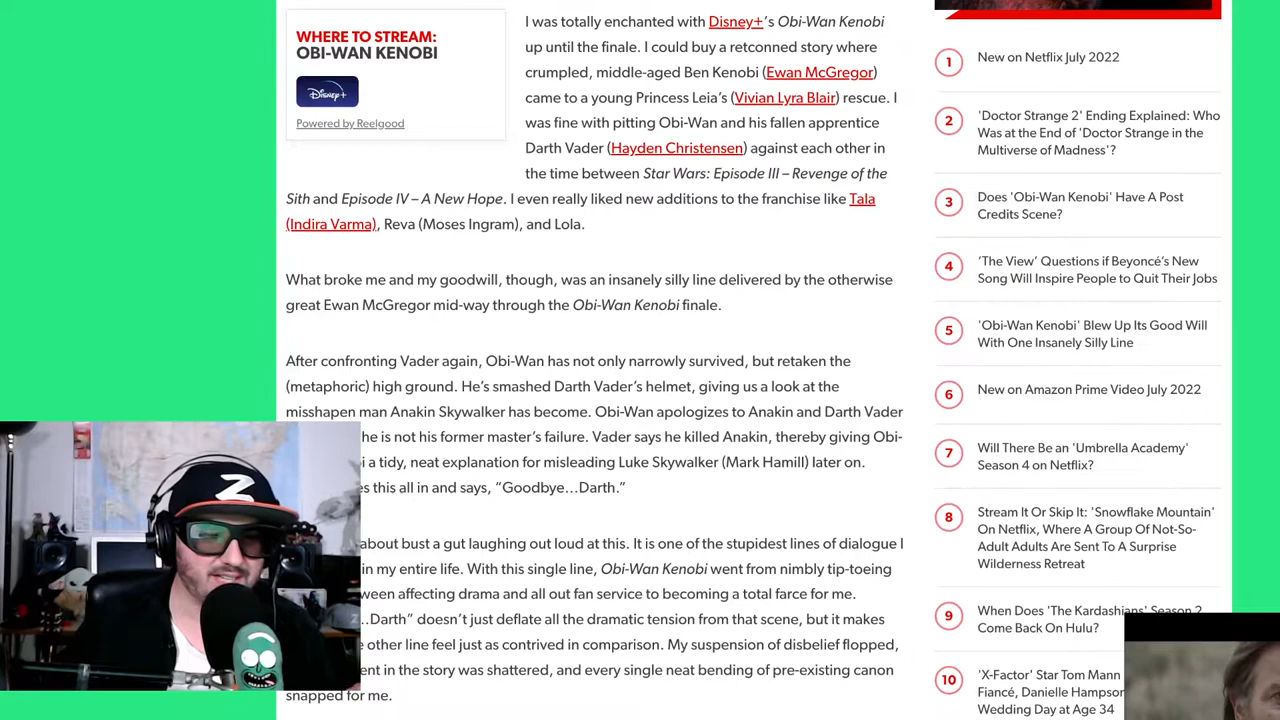 WHERE TO STREAM:
OBI-WAN KENOBI
Disney+
Powered by Reelgood
I was totally enchanted with Disney+'s Obi-Wan Kenobi
up until the finale. I could buy a retconned story where
crumpled, middle-aged Ben Kenobi (Ewan McGregor)
came to a young Princess Leia's (Vivian Lyra Blair) rescue. I
was fine with pitting Obi-Wan and his fallen apprentice
Darth Vader (Hayden Christensen) against each other in
the time between Star Wars: Episode III – Revenge of the
Sith and Episode IV – A New Hope. I even really liked new additions to the franchise like Tala
(Indira Varma), Reva (Moses Ingram), and Lola.
What broke me and my goodwill, though, was an insanely silly line delivered by the otherwise
great Ewan McGregor mid-way through the Obi-Wan Kenobi finale.
After confronting Vader again, Obi-Wan has not only narrowly survived, but retaken the
(metaphoric) high ground. He's smashed Darth Vader's helmet, giving us a look at the
misshapen man Anakin Skywalker has become. Obi-Wan apologizes to Anakin and Darth Vader
he is not his former master's failure. Vader says he killed Anakin, thereby giving Obi-
a tidy, neat explanation for misleading Luke Skywalker (Mark Hamill) later on.
this all in and says, “Goodbye…Darth.”
about bust a gut laughing out loud at this. It is one of the stupidest lines of dialogue I
in my entire life. With this single line, Obi-Wan Kenobi went from nimbly tip-toeing
between affecting drama and all out fan service to becoming a total farce for me.
…Darth” doesn't just deflate all the dramatic tension from that scene, but it makes
other line feel just as contrived in comparison. My suspension of disbelief flopped,
in the story was shattered, and every single neat bending of pre-existing canon
snapped for me.
Z
1 New on Netflix July 2022
2 'Doctor Strange 2' Ending Explained: Who
Was at the End of 'Doctor Strange in the
Multiverse of Madness'?
3 Does 'Obi-Wan Kenobi' Have A Post
Credits Scene?
4 ‘The View’ Questions if Beyoncé’s New
Song Will Inspire People to Quit Their Jobs
5 'Obi-Wan Kenobi' Blew Up Its Good Will
With One Insanely Silly Line
6 New on Amazon Prime Video July 2022
7 Will There Be an 'Umbrella Academy'
Season 4 on Netflix?
8 Stream It Or Skip It: 'Snowflake Mountain'
On Netflix, Where A Group Of Not-So-
Adult Adults Are Sent To A Surprise
Wilderness Retreat
9 When Does 'The Kardashians' Season 2
Come Back On Hulu?
10 'X-Factor' Star Tom Mann
Fiancé, Danielle Hampson
Wedding Day at Age 34